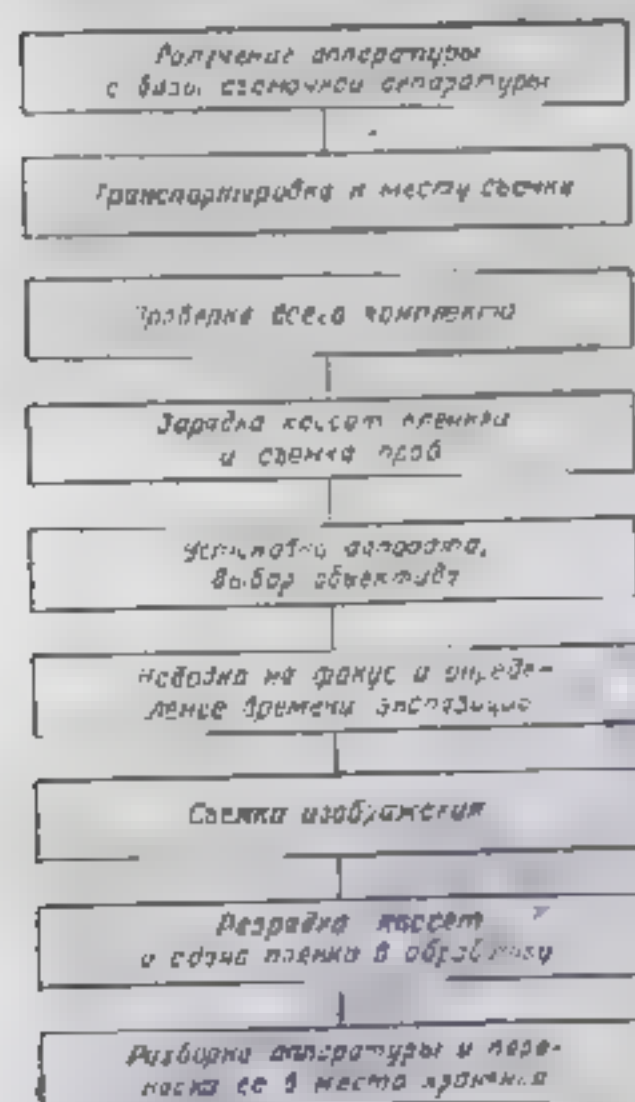 Получение аппаратуры
с базы съемочной аппаратуры
Транспортировка к месту съемки
Проверка всего комплекта
Зарядка кассет пленкой
и съемка проб
Установка аппарата,
выбор объектива
Наводка на фокус и опреде-
ление времени экспозиции
Съемка изображения
Разрядка кассет
и сдача пленки в обработку
Разборка аппаратуры и пере-
носка ее в место хранения